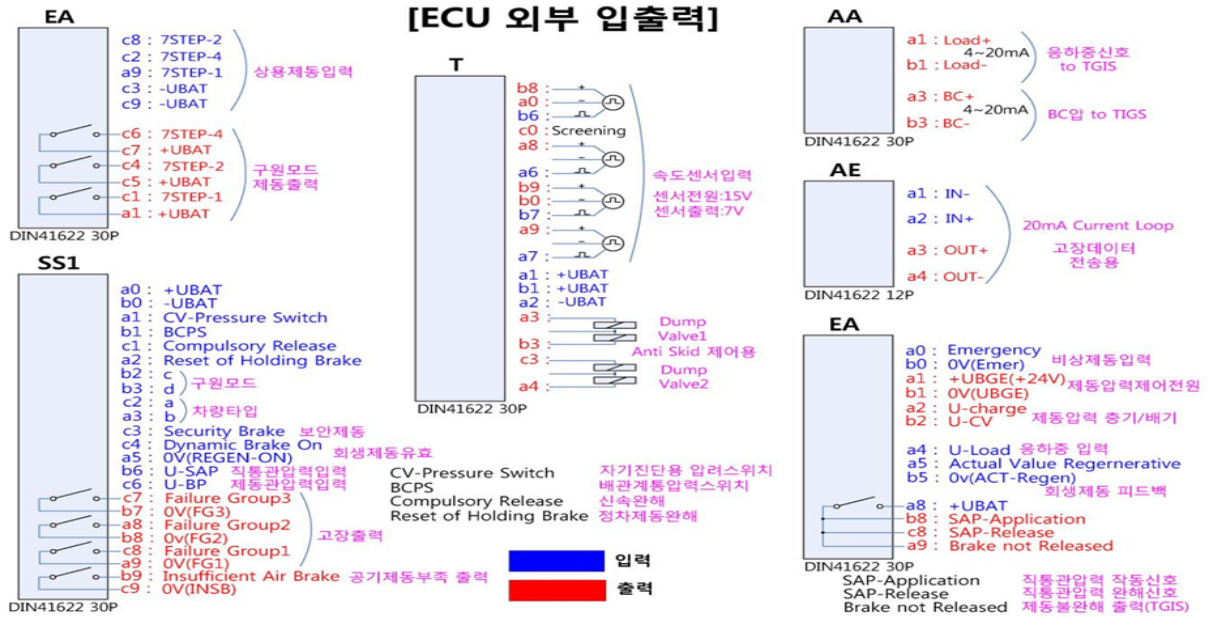 [ECU 외부 입출력]
EA
c8 : 7STEP-2
c2 : 7STEP-4
a9 : 7STEP-1
c3 : -UBAT
c9 : -UBAT
상용제동입력
c6 : 7STEP-4
c7 : +UBAT
c4 : 7STEP-2
c5 : +UBAT
c1 : 7STEP-1
a1 : +UBAT
구원모드
제동출력
DIN41622 30P
SS1
a0 : +UBAT
b0 : -UBAT
a1 : CV-Pressure Switch
b1 : BCPS
c1 : Compulsory Release
a2 : Reset of Holding Brake
b2 : c
b3 : d
구원모드
c2 : a
a3 : b
차량타입
c3 : Security Brake 보안제동
c4 : Dynamic Brake On
a5 : 0V(REGEN-ON)
회생제동유효
b6 : U-SAP 직통관압력입력
c6 : U-BP 제동관압력입력
c7 : Failure Group3
b7 : 0V(FG3)
a8 : Failure Group2
b8 : 0v(FG2)
c8 : Failure Group1
a9 : 0V(FG1)
고장출력
b9 : Insufficient Air Brake 공기제동부족 출력
c9 : 0V(INSB)
DIN41622 30P
T
b8 : +
a0 : -
b6 :
c0 : Screening
a8 : +
-
a6 :
b9 : +
b0 : -
b7 :
a9 : +
-
a7 :
속도센서입력
센서전원:15V
센서출력:7V
a1 : +UBAT
b1 : +UBAT
a2 : -UBAT
a3 :
b3 :
c3 :
a4 :
Dump
Valve1
Anti Skid 제어용
Dump
Valve2
DIN41622 30P
CV-Pressure Switch 자기진단용 압려스위치
BCPS 배관계통압력스위치
Compulsory Release 신속완해
Reset of Holding Brake 정차제동완해
입력
출력
AA
a1 : Load+
4~20mA
b1 : Load-
응하중신호
to TGIS
a3 : BC+
4~20mA
b3 : BC-
BC압 to TIGS
DIN41622 30P
AE
a1 : IN-
a2 : IN+
a3 : OUT+
a4 : OUT-
20mA Current Loop
고장데이터
전송용
DIN41622 12P
EA
a0 : Emergency
b0 : 0V(Emer)
비상제동입력
a1 : +UBGE(+24V)
b1 : 0V(UBGE)
제동압력제어전원
a2 : U-charge
b2 : U-CV
제동압력 충기/배기
a4 : U-Load 응하중 입력
a5 : Actual Value Regernerative
b5 : 0v(ACT-Regen)
회생제동 피드백
a8 : +UBAT
b8 : SAP-Application
c8 : SAP-Release
a9 : Brake not Released
DIN41622 30P
SAP-Application 직통관압력 작동신호
SAP-Release 직통관압력 완해신호
Brake not Released 제동불완해 출력(TGIS)